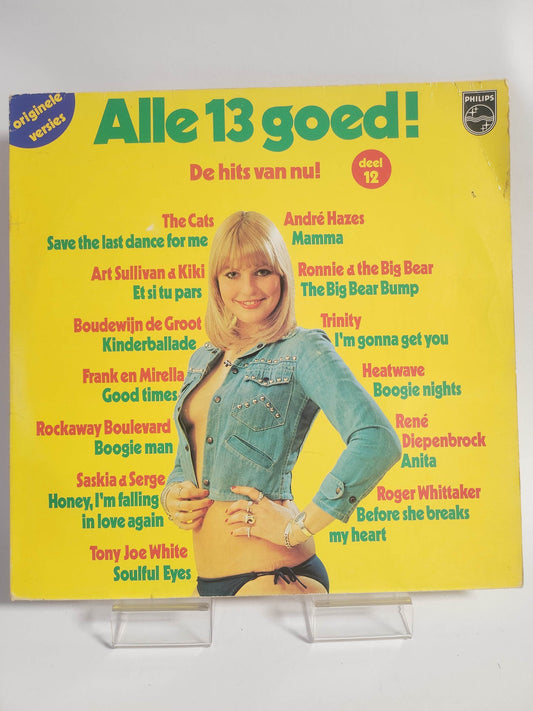 originele
versies
Alle 13 goed!
PHILIPS
De hits van nu!
deel
12
The Cats
Save the last dance for me
André Hazes
Mamma
Art Sullivan & Kiki
Et si tu pars
Ronnie & the Big Bear
The Big Bear Bump
Boudewijn de Groot
Kinderballade
Trinity
I'm gonna get you
Frank en Mirella
Good times
Heatwave
Boogie nights
Rockaway Boulevard
Boogie man
René
Diepenbrock
Anita
Saskia & Serge
Honey, I'm falling
in love again
Roger Whittaker
Before she breaks
my heart
Tony Joe White
Soulful Eyes